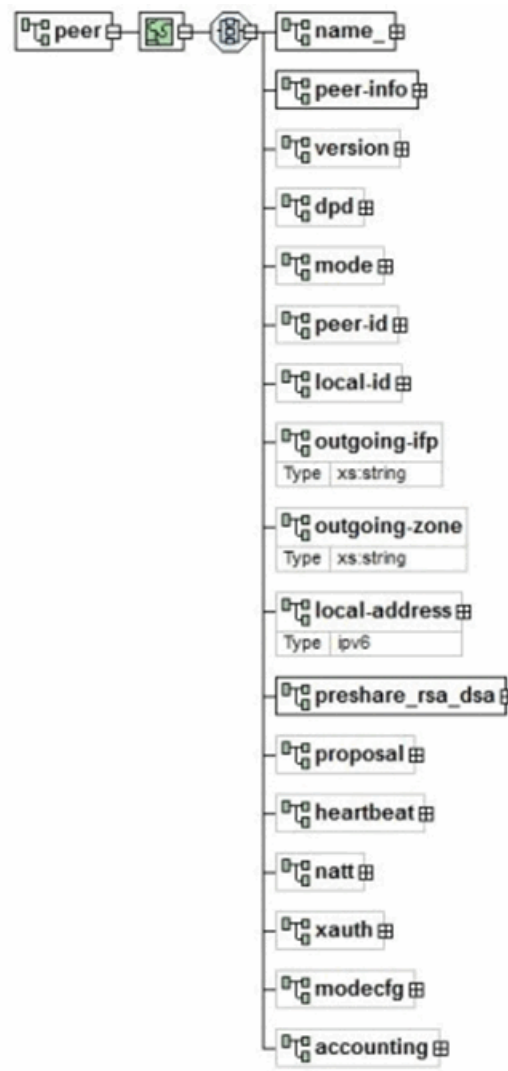 peer
name_
peer-info
version
dpd
mode
peer-id
local-id
outgoing-ifp
Type xs:string
outgoing-zone
Type xs:string
local-address
Type ipv6
preshare_rsa_dsa
proposal
heartbeat
natt
xauth
modecfg
accounting